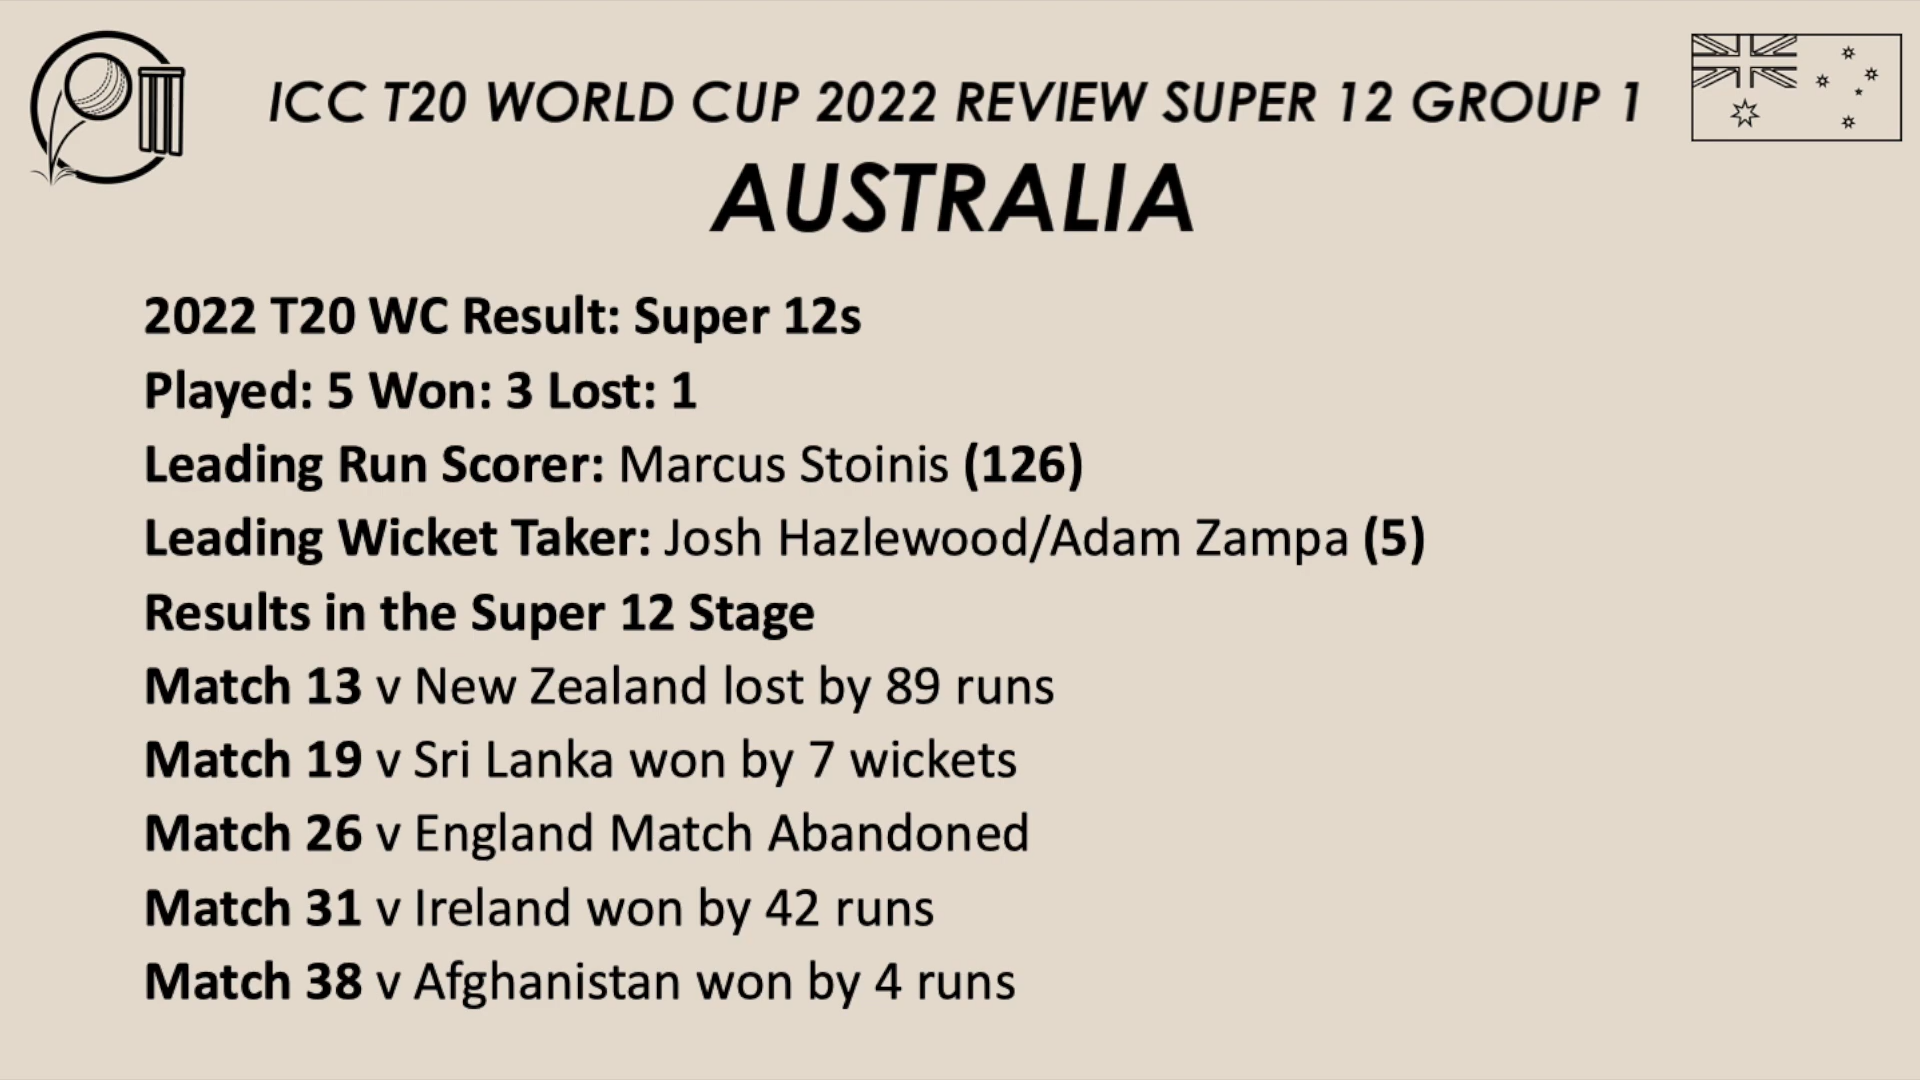 ICC T20 WORLD CUP 2022 REVIEW SUPER 12 GROUP 1
AUSTRALIA
2022 T20 WC Result: Super 12s
Played: 5 Won: 3 Lost: 1
Leading Run Scorer: Marcus Stoinis (126)
Leading Wicket Taker: Josh Hazlewood/Adam Zampa (5)
Results in the Super 12 Stage
Match 13 v New Zealand lost by 89 runs
Match 19 v Sri Lanka won by 7 wickets
Match 26 v England Match Abandoned
Match 31 v Ireland won by 42 runs
Match 38 v Afghanistan won by 4 runs